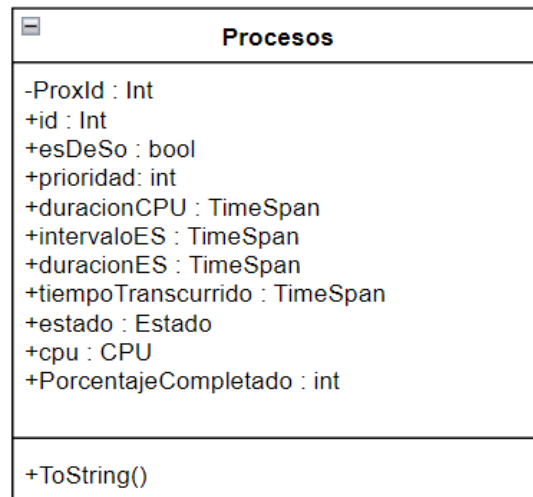 Procesos
-ProxId : Int
+id : Int
+esDeSo : bool
+prioridad: int
+duracionCPU : TimeSpan
+intervaloES : TimeSpan
+duracionES : TimeSpan
+tiempoTranscurrido : TimeSpan
+estado : Estado
+cpu : CPU
+PorcentajeCompletado : int
+ToString()